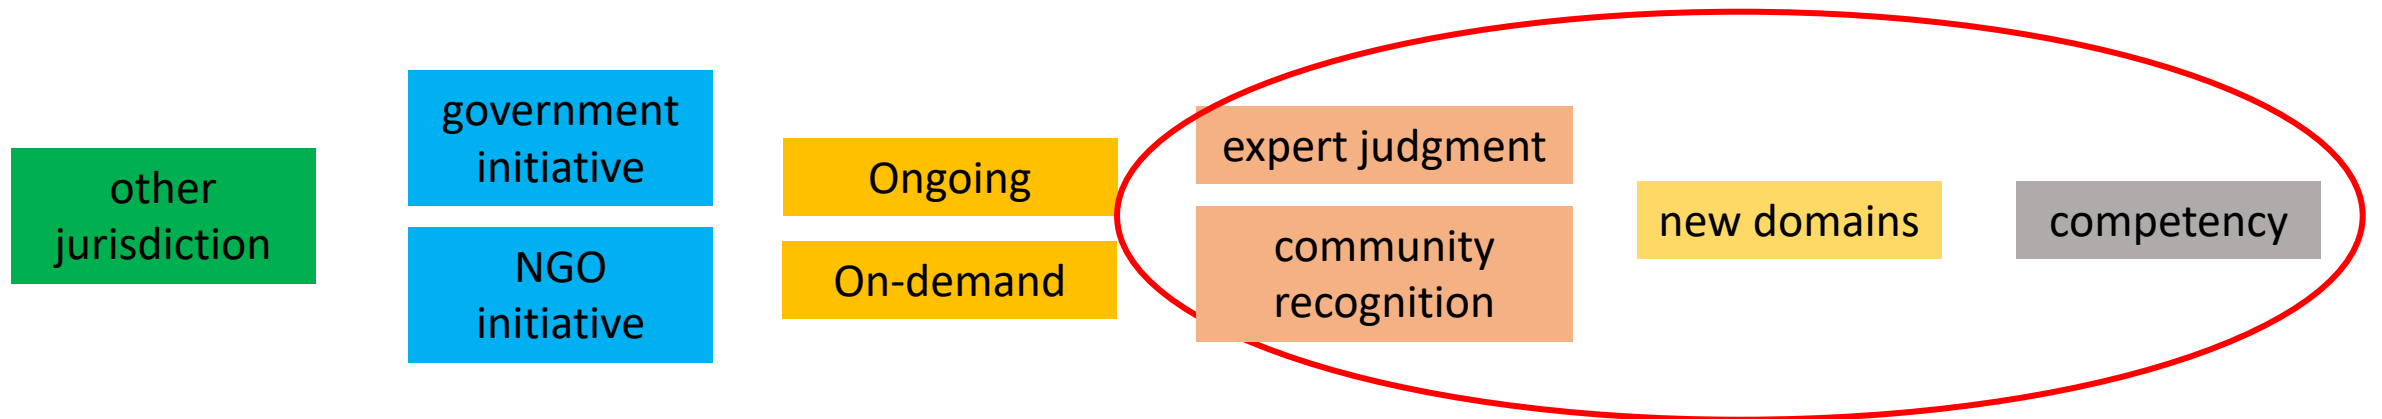 other
jurisdiction
government
initiative
NGO
initiative
Ongoing
On-demand
expert judgment
community
recognition
new domains
competency